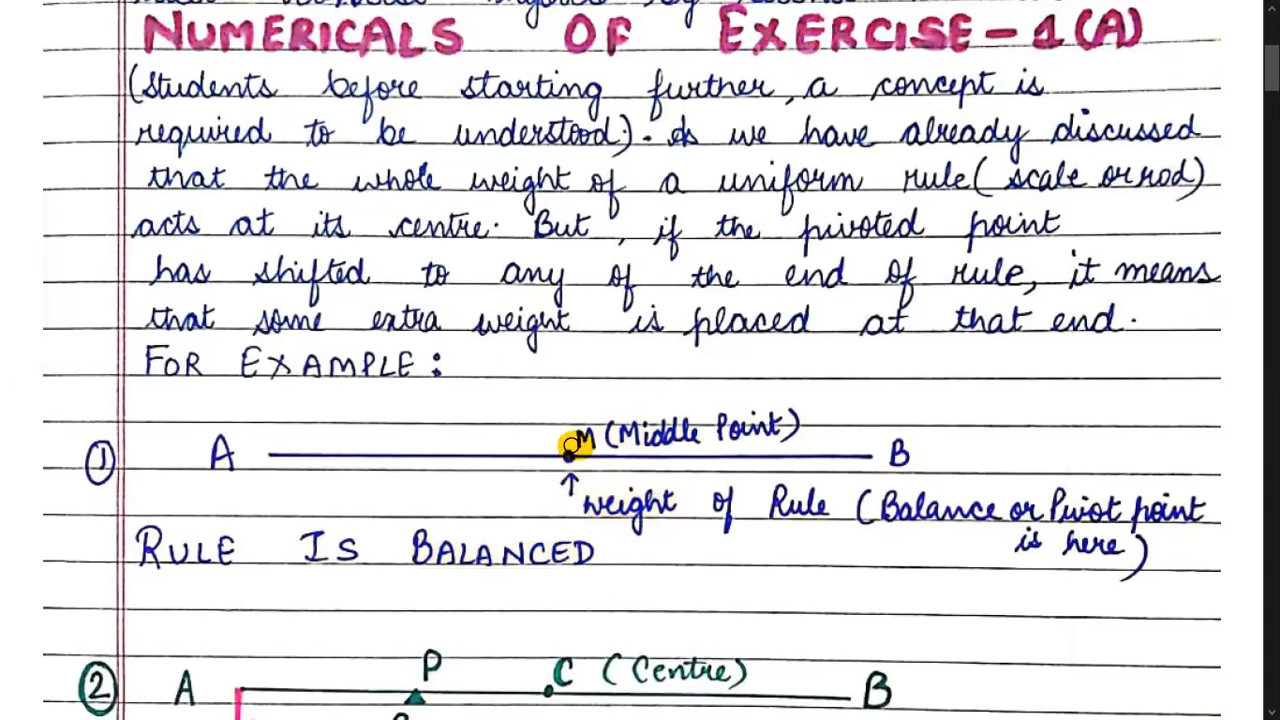 NUMERICALS OF EXERCISE-1(A)
(Students before starting further, a concept is
required to be understood). As we have already discussed
that the whole weight of a uniform rule (scale or rod)
acts at its centre. But, if the pivoted point
has shifted to any of the end of rule, it means
that some extra weight is placed at that end.
FOR EXAMPLE:
① A M (Middle Point) B
↑ weight of Rule (Balance or Pivot point
is here)
RULE IS BALANCED
② A P C (Centre) B